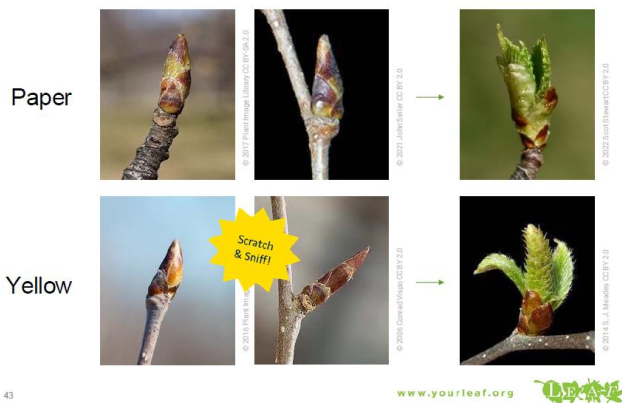 Paper
© 2017 Plant Image Library CC BY-SA 2.0
© 2021 John Seiler CC BY 2.0
© 2022 Scot Stewart CC BY 2.0
Yellow
Scratch
& Sniff!
© 2016 Plant Imag
© 2006 Conrad Vispo CC BY 2.0
© 2014 S. J. Meades CC BY 2.0
43
www.yourleaf.org
LEAF